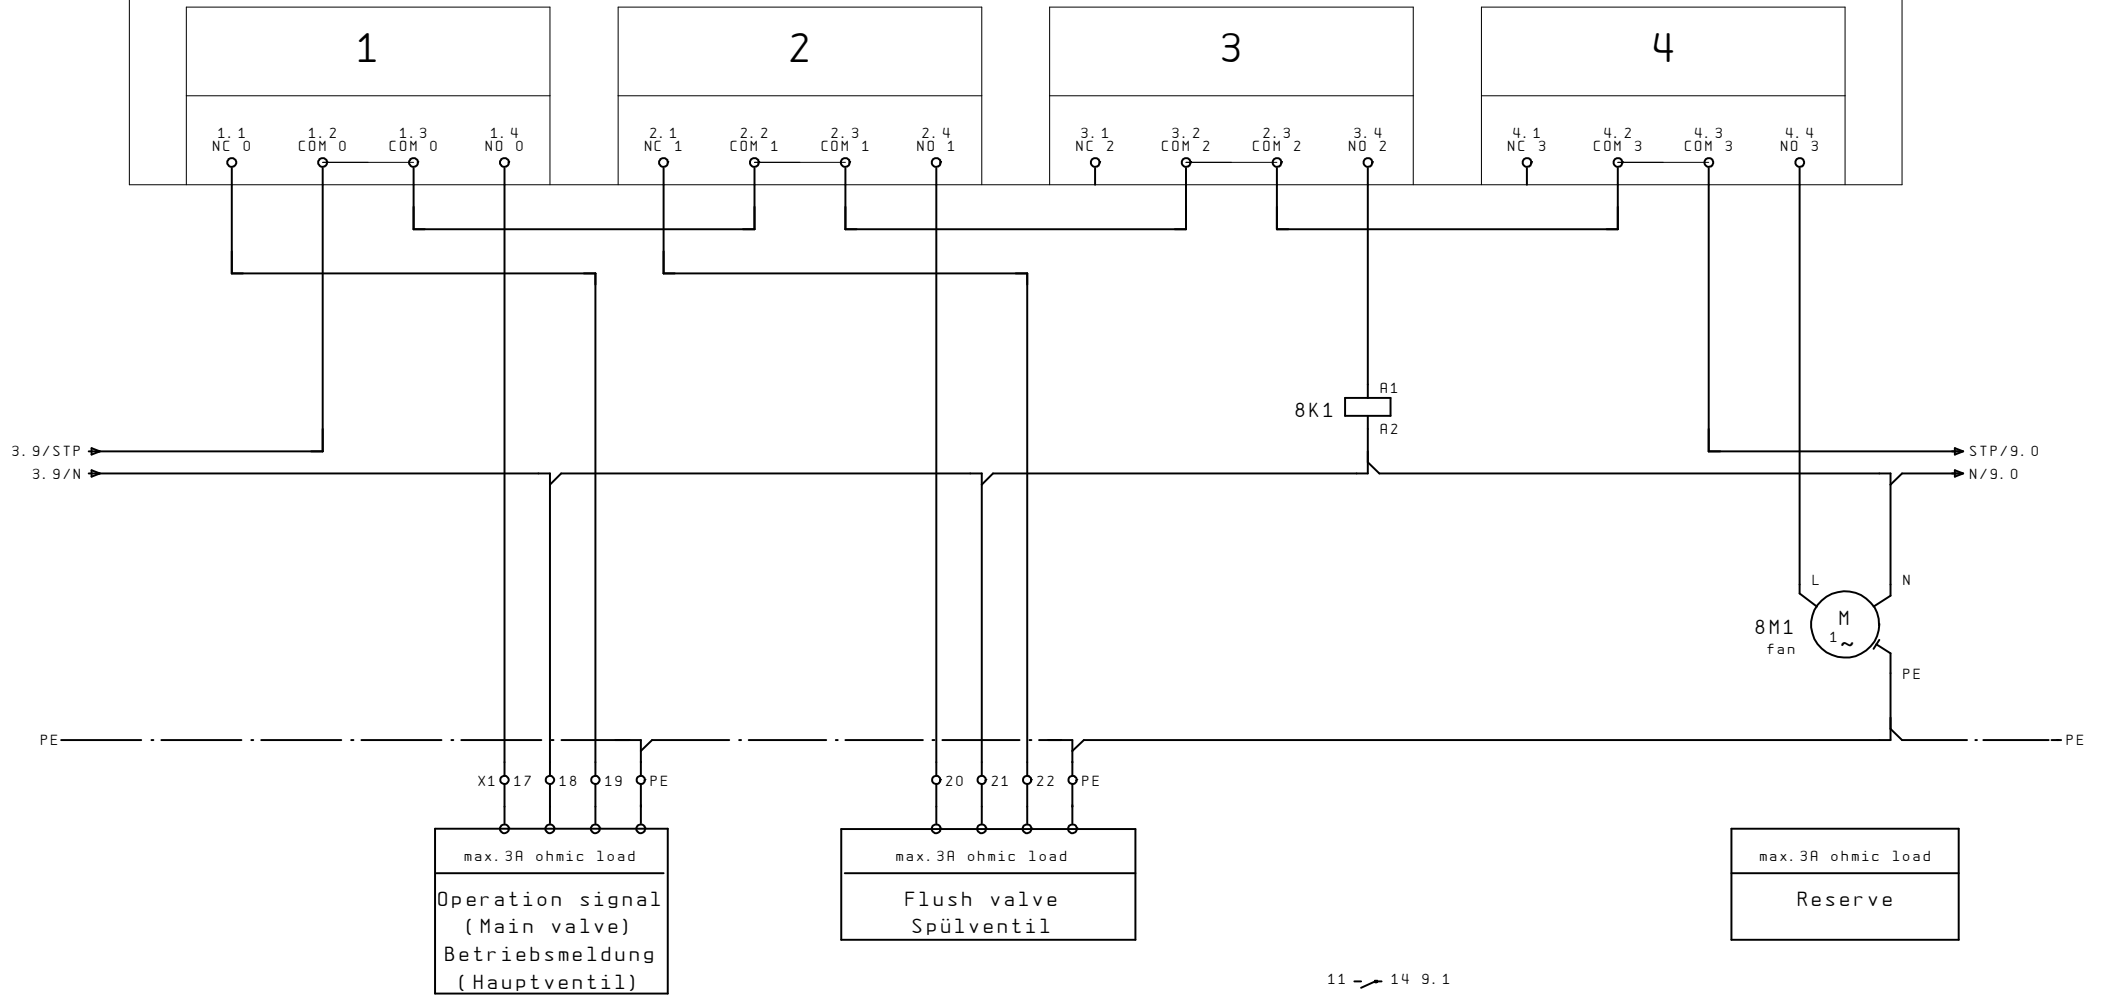 1
2
3
4
1.1 1.2 1.3 1.4
NC 0 COM 0 COM 0 NO 0
2.1 2.2 2.3 2.4
NC 1 COM 1 COM 1 NO 1
3.1 3.2 2.3 3.4
NC 2 COM 2 COM 2 NO 2
4.1 4.2 4.3 4.4
NC 3 COM 3 COM 3 NO 3
A1
8K1
A2
3.9/STP
STP/9.0
3.9/N
N/9.0
L
N
M
1~
8M1
fan
PE
PE
PE
X1 17 18 19 PE
20 21 22 PE
max.3A ohmic load
Operation signal
(Main valve)
Betriebsmeldung
(Hauptventil)
max.3A ohmic load
Flush valve
Spülventil
max.3A ohmic load
Reserve
11 14 9.1